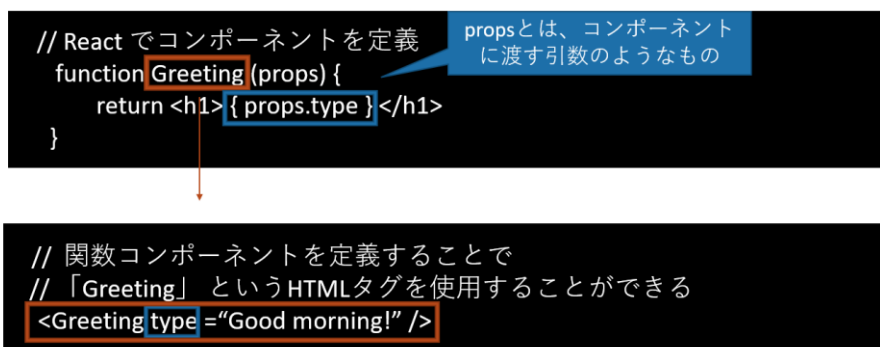 // React でコンポーネントを定義
propsとは、コンポーネント
に渡す引数のようなもの
function Greeting (props) {
return <h1> { props.type } </h1>
}
// 関数コンポーネントを定義することで
// 「Greeting」 というHTMLタグを使用することができる
<Greeting type =“Good morning!” />